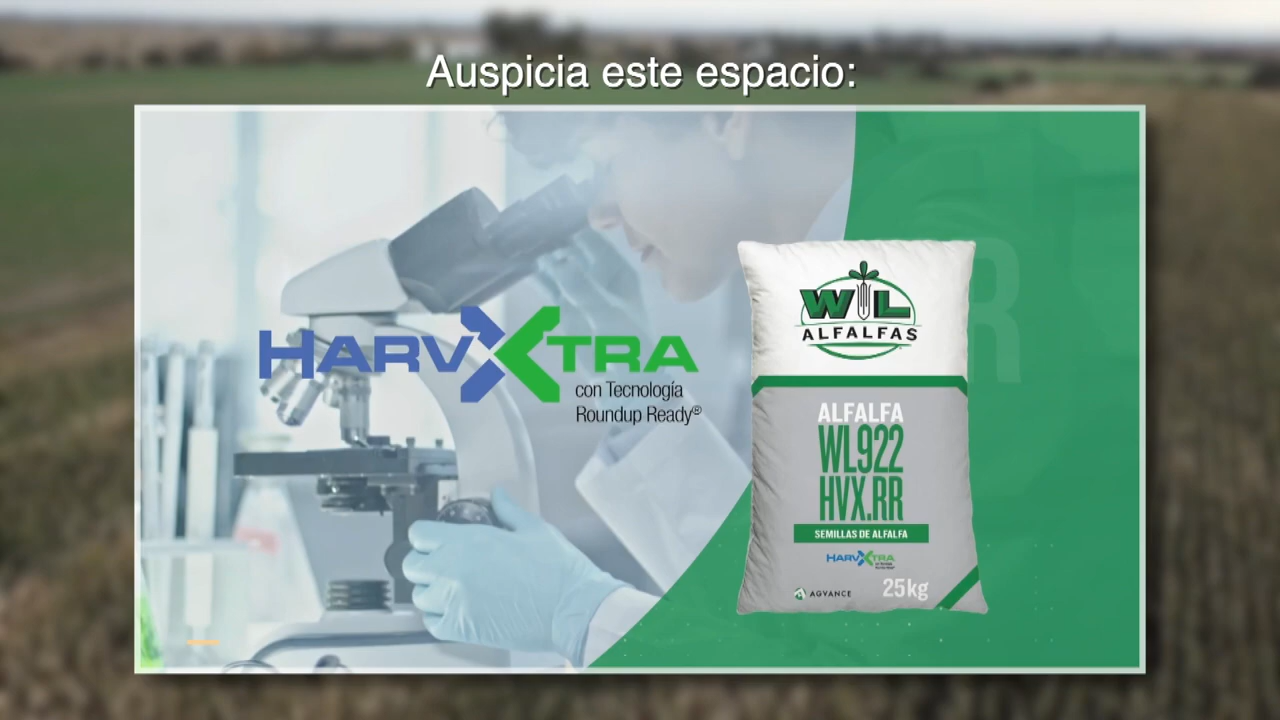 Auspicia este espacio:
HARVXTRA
con Tecnología
Roundup Ready®
WL
ALFALFAS
ALFALFA
WL922
HVX.RR
SEMILLAS DE ALFALFA
HARVXTRA
AGVANCE
25kg